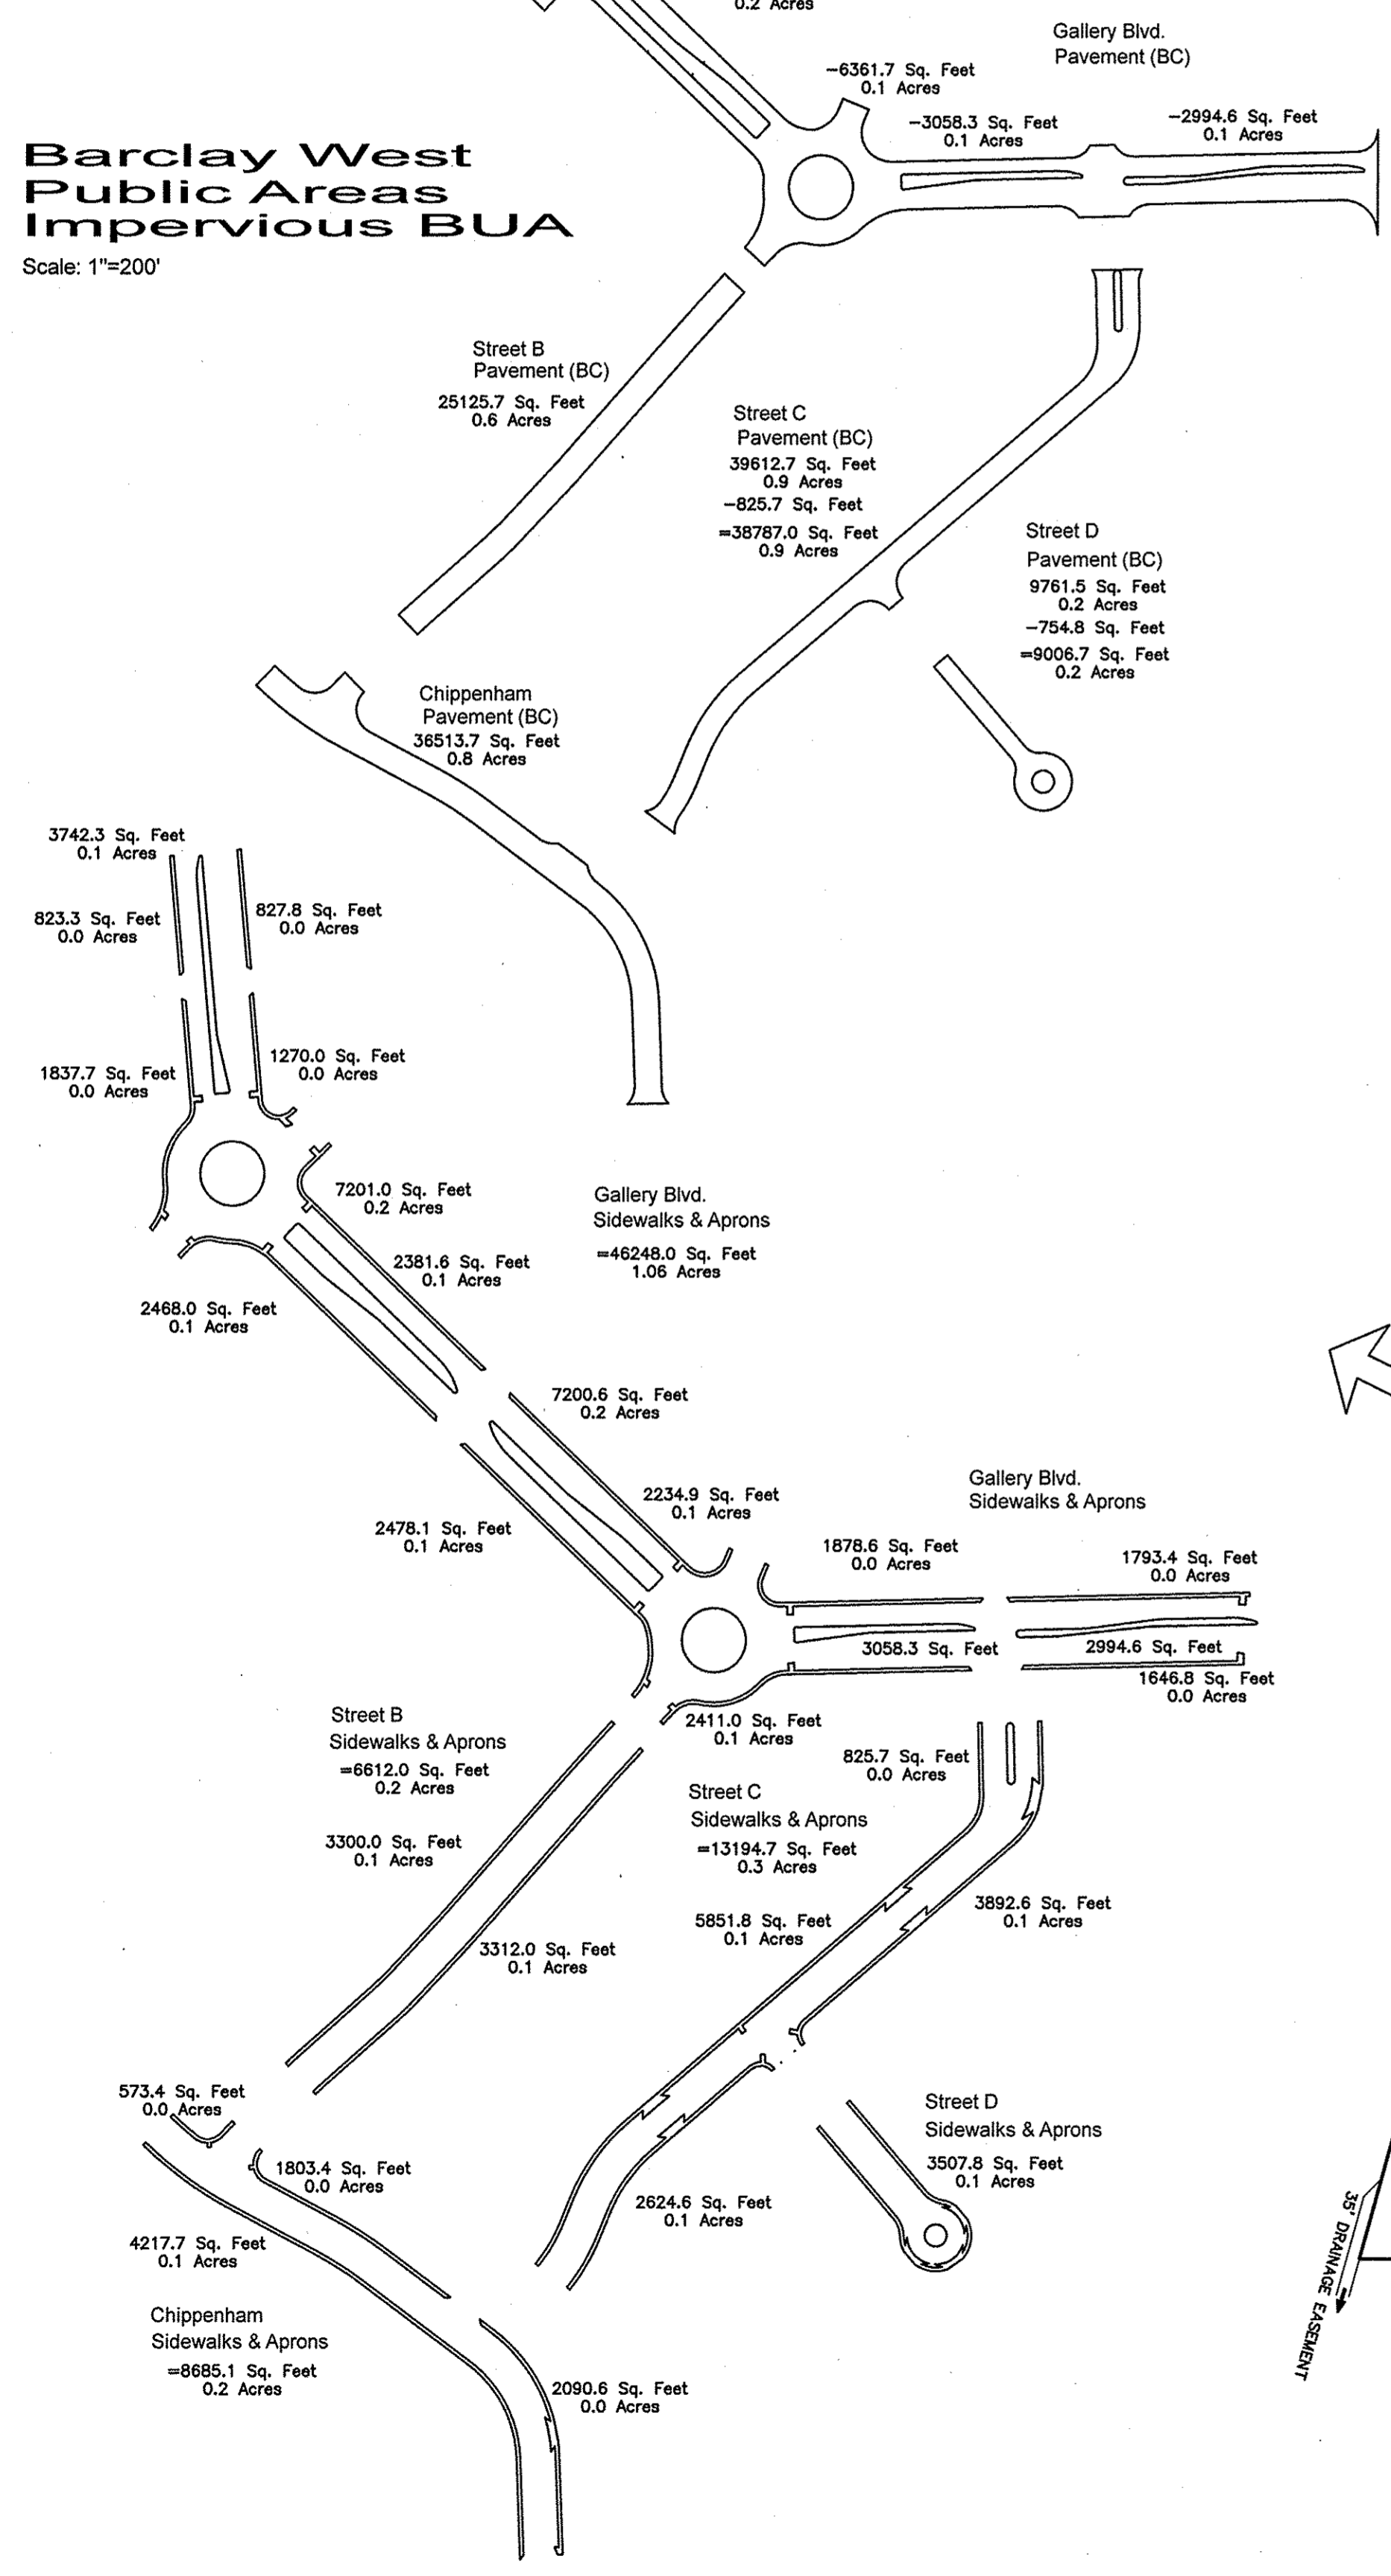 0.2 Acres
Gallery Blvd.
Pavement (BC)
-6361.7 Sq. Feet
0.1 Acres
-3058.3 Sq. Feet
0.1 Acres
-2994.6 Sq. Feet
0.1 Acres
Barclay West
Public Areas
Impervious BUA
Scale: 1"=200'
Street B
Pavement (BC)
25125.7 Sq. Feet
0.6 Acres
Street C
Pavement (BC)
39612.7 Sq. Feet
0.9 Acres
-825.7 Sq. Feet
=38787.0 Sq. Feet
0.9 Acres
Street D
Pavement (BC)
9761.5 Sq. Feet
0.2 Acres
-754.8 Sq. Feet
=9006.7 Sq. Feet
0.2 Acres
Chippenham
Pavement (BC)
36513.7 Sq. Feet
0.8 Acres
3742.3 Sq. Feet
0.1 Acres
823.3 Sq. Feet
0.0 Acres
827.8 Sq. Feet
0.0 Acres
1837.7 Sq. Feet
0.0 Acres
1270.0 Sq. Feet
0.0 Acres
7201.0 Sq. Feet
0.2 Acres
Gallery Blvd.
Sidewalks & Aprons
=46248.0 Sq. Feet
1.06 Acres
2381.6 Sq. Feet
0.1 Acres
2468.0 Sq. Feet
0.1 Acres
7200.6 Sq. Feet
0.2 Acres
2234.9 Sq. Feet
0.1 Acres
2478.1 Sq. Feet
0.1 Acres
Gallery Blvd.
Sidewalks & Aprons
1878.6 Sq. Feet
0.0 Acres
1793.4 Sq. Feet
0.0 Acres
3058.3 Sq. Feet
2994.6 Sq. Feet
1646.8 Sq. Feet
0.0 Acres
2411.0 Sq. Feet
0.1 Acres
Street B
Sidewalks & Aprons
=6612.0 Sq. Feet
0.2 Acres
3300.0 Sq. Feet
0.1 Acres
3312.0 Sq. Feet
0.1 Acres
825.7 Sq. Feet
0.0 Acres
Street C
Sidewalks & Aprons
=13194.7 Sq. Feet
0.3 Acres
5851.8 Sq. Feet
0.1 Acres
3892.6 Sq. Feet
0.1 Acres
573.4 Sq. Feet
0.0 Acres
1803.4 Sq. Feet
0.0 Acres
2624.6 Sq. Feet
0.1 Acres
Street D
Sidewalks & Aprons
3507.8 Sq. Feet
0.1 Acres
4217.7 Sq. Feet
0.1 Acres
Chippenham
Sidewalks & Aprons
=8685.1 Sq. Feet
0.2 Acres
2090.6 Sq. Feet
0.0 Acres
35' DRAINAGE EASEMENT